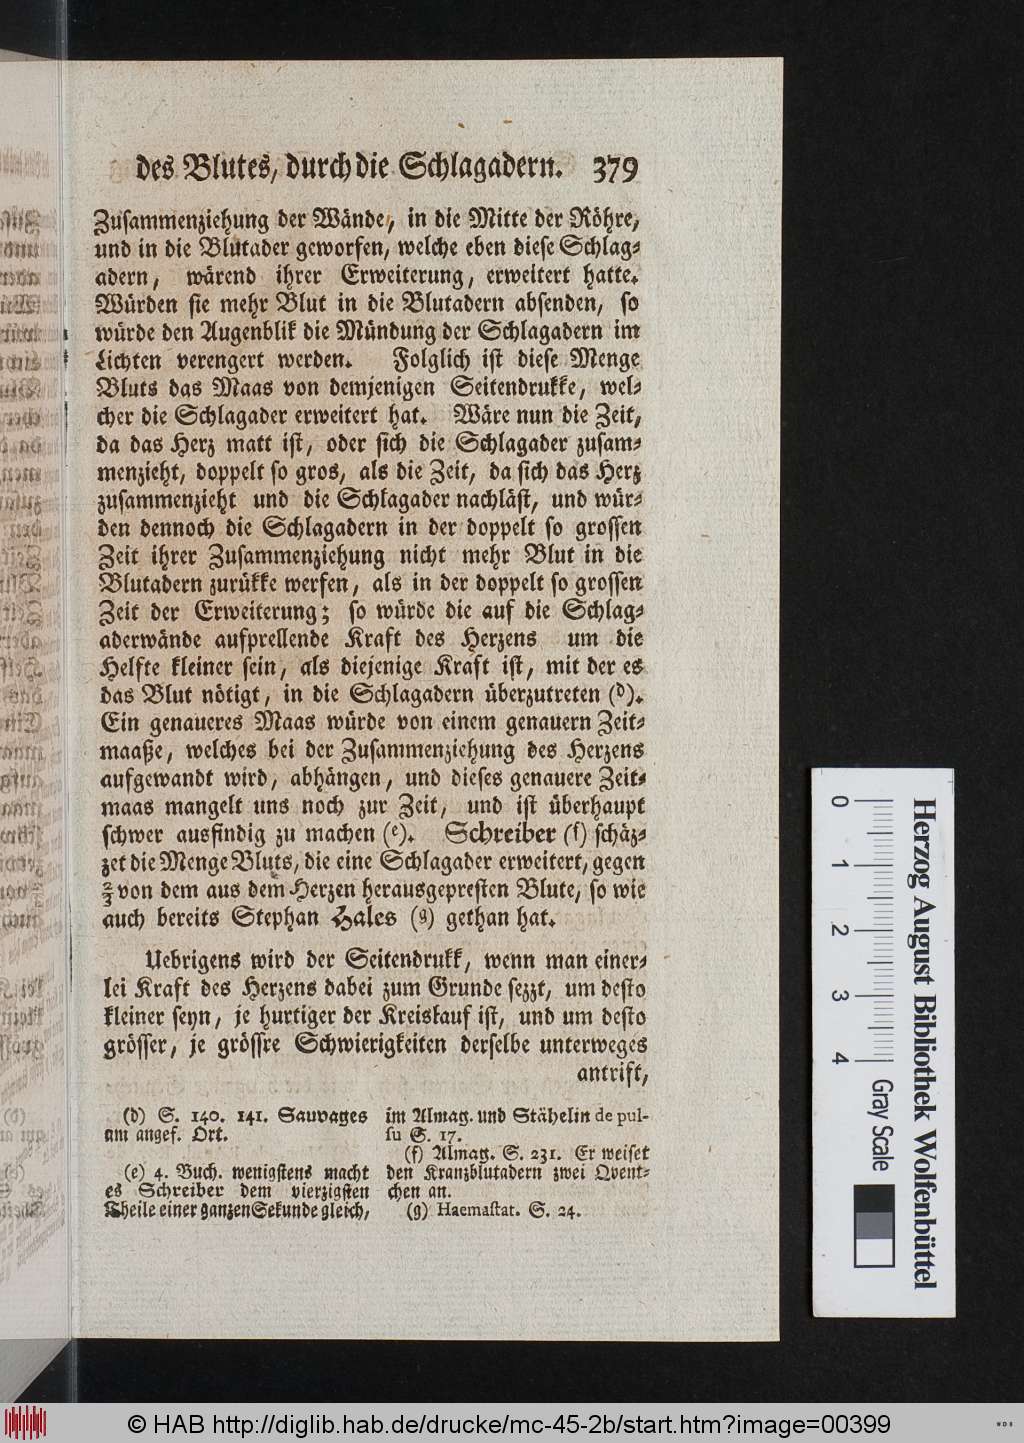 des Blutes, durch die Schlagadern. 379
Zusammenziehung der Wände, in die Mitte der Röhre,
und in die Blutader geworfen, welche eben diese Schlag-
adern, wärend ihrer Erweiterung, erweitert hatte.
Würden sie mehr Blut in die Blutadern absenden, so
würde den Augenblik die Mündung der Schlagadern im
Lichten verengert werden. Folglich ist diese Menge
Bluts das Maas von demjenigen Seitendrukke, wel-
cher die Schlagader erweitert hat. Wäre nun die Zeit,
da das Herz matt ist, oder sich die Schlagader zusam-
menzieht, doppelt so gros, als die Zeit, da sich das Herz
zusammenzieht und die Schlagader nachläst, und wür-
den dennoch die Schlagadern in der doppelt so grossen
Zeit ihrer Zusammenziehung nicht mehr Blut in die
Blutadern zurükke werfen, als in der doppelt so grossen
Zeit der Erweiterung; so würde die auf die Schlag-
aderwände aufprellende Kraft des Herzens um die
Helfte kleiner sein, als diejenige Kraft ist, mit der es
das Blut nötigt, in die Schlagadern überzutreten (d).
Ein genaueres Maas würde von einem genauern Zeit-
maaße, welches bei der Zusammenziehung des Herzens
aufgewandt wird, abhängen, und dieses genauere Zeit-
maas mangelt uns noch zur Zeit, und ist überhaupt
schwer ausfindig zu machen (e). Schreiber (f) schäz-
zet die Menge Bluts, die eine Schlagader erweitert, gegen
2/3 von dem aus dem Herzen herausgepresten Blute, so wie
auch bereits Stephan Hales (g) gethan hat.
Uebrigens wird der Seitendrukk, wenn man einer-
lei Kraft des Herzens dabei zum Grunde sezzt, um desto
kleiner seyn, je hurtiger der Kreislauf ist, und um desto
grösser, je grössre Schwierigkeiten derselbe unterweges
antrift,
(d) S. 140. 141. Sauvages
am angef. Ort.
(e) 4. Buch. wenigstens macht
es Schreiber dem vierzigsten
Theile einer ganzen Sekunde gleich,
im Almag. und Stähelin de pul-
su S. 17.
(f) Almag. S. 231. Er weiset
den Kranzblutadern zwei Qvent-
chen an.
(g) Haemastat. S. 24.
Herzog August Bibliothek Wolfenbüttel
0 1 2 3 4 Gray Scale
© HAB http://diglib.hab.de/drucke/mc-45-2b/start.htm?image=00399